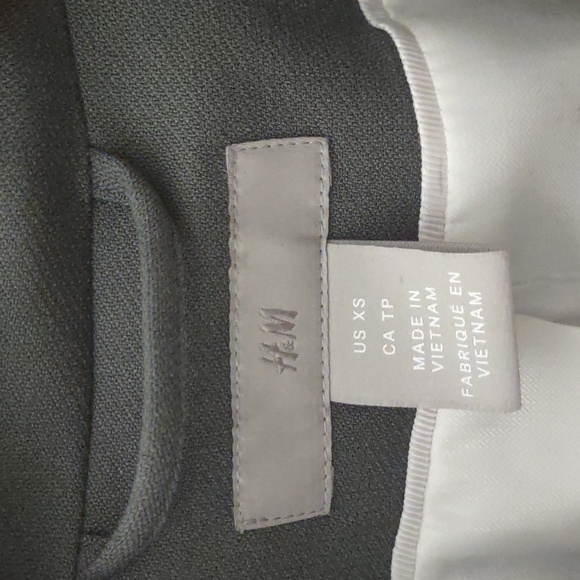 H&M
US XS
CA TP
MADE IN
VIETNAM
FABRIQUÉ EN
VIETNAM